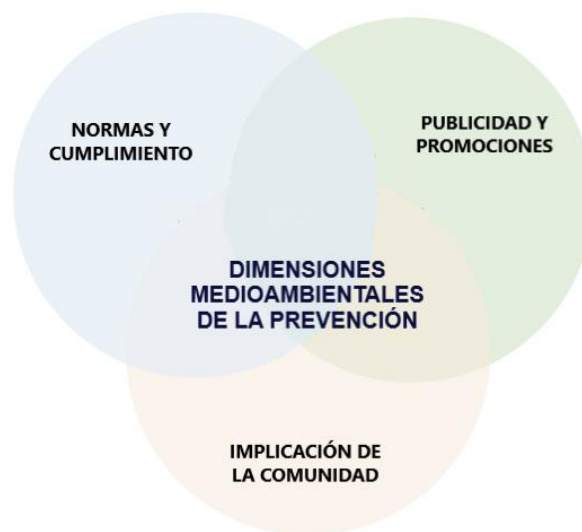 NORMAS Y
CUMPLIMIENTO
PUBLICIDAD Y
PROMOCIONES
DIMENSIONES
MEDIOAMBIENTALES
DE LA PREVENCIÓN
IMPLICACIÓN DE
LA COMUNIDAD